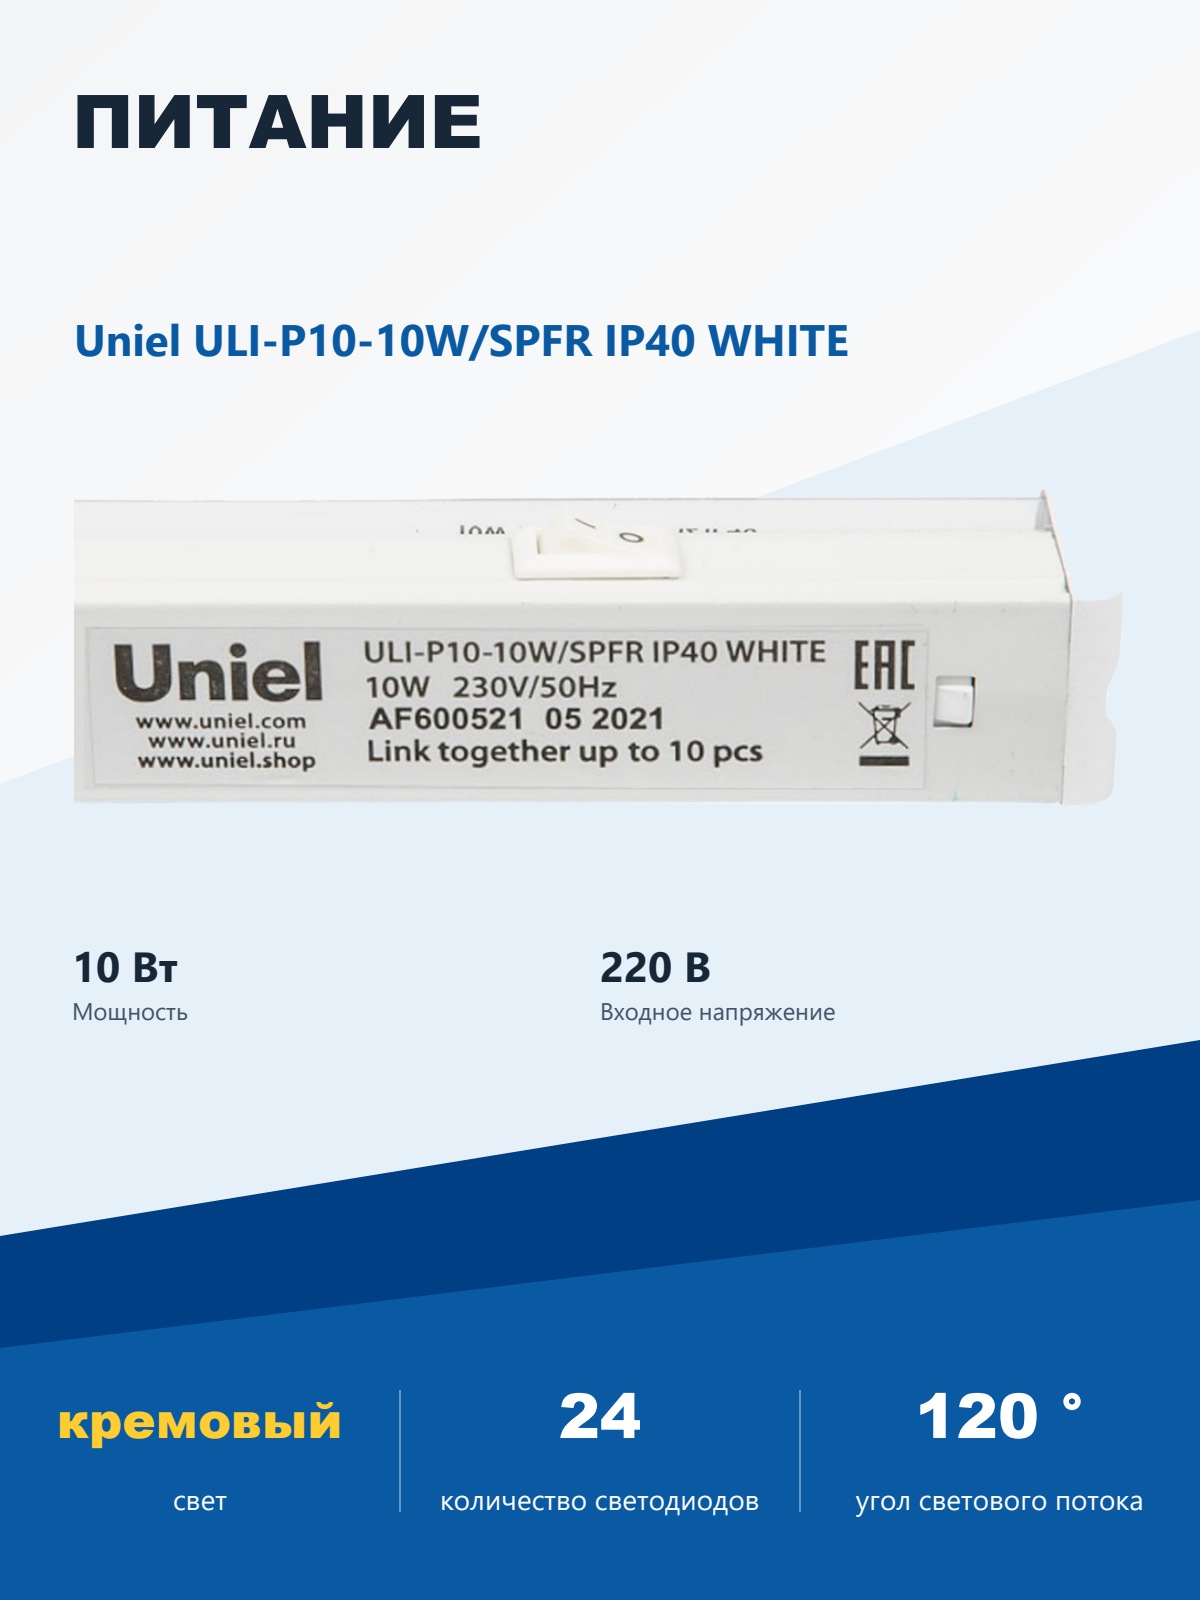 ПИТАНИЕ
Uniel ULI-P10-10W/SPFR IP40 WHITE
Uniel
www.uniel.com
www.uniel.ru
www.uniel.shop
ULI-P10-10W/SPFR IP40 WHITE
10W 230V/50Hz
AF600521 05 2021
Link together up to 10 pcs
EAC
10 Вт
Мощность
220 В
Входное напряжение
кремовый
свет
24
количество светодиодов
120 °
угол светового потока